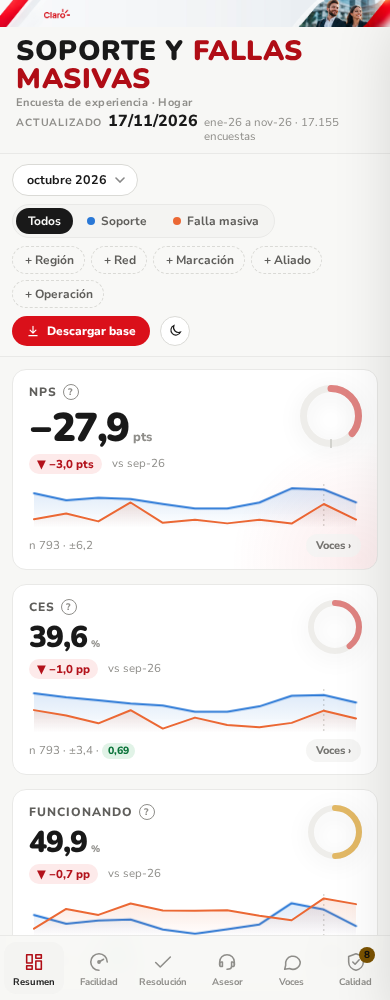 Claro
SOPORTE Y FALLAS
MASIVAS
Encuesta de experiencia · Hogar
ACTUALIZADO 17/11/2026 ene-26 a nov-26 · 17.155
encuestas
octubre 2026
Todos Soporte Falla masiva
+ Región + Red + Marcación + Aliado
+ Operación
Descargar base
NPS ?
−27,9 pts
▼ −3,0 pts vs sep-26
n 793 · ±6,2 Voces ›
CES ?
39,6 %
▼ −1,0 pp vs sep-26
n 793 · ±3,4 · 0,69 Voces ›
FUNCIONANDO ?
49,9 %
▼ −0,7 pp vs sep-26
8
Resumen Facilidad Resolución Asesor Voces Calidad